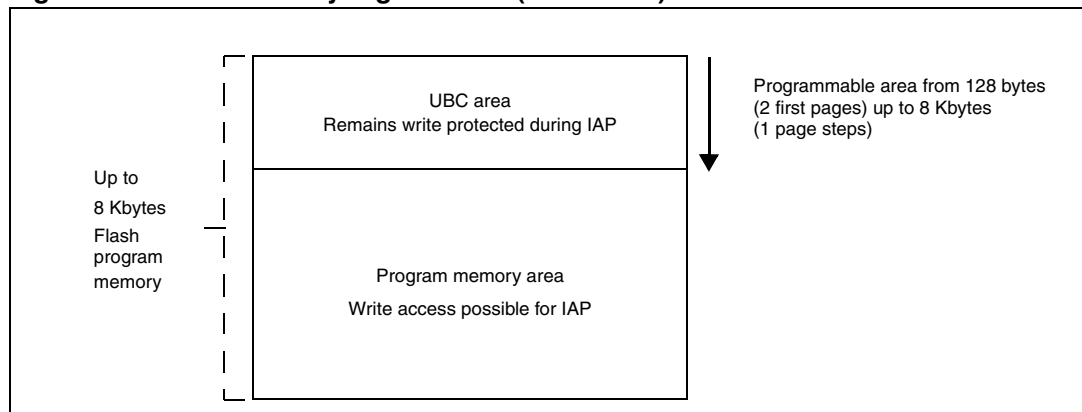 UBC area
Remains write protected during IAP
Programmable area from 128 bytes
(2 first pages) up to 8 Kbytes
(1 page steps)
Up to
8 Kbytes
Flash
program
memory
Program memory area
Write access possible for IAP